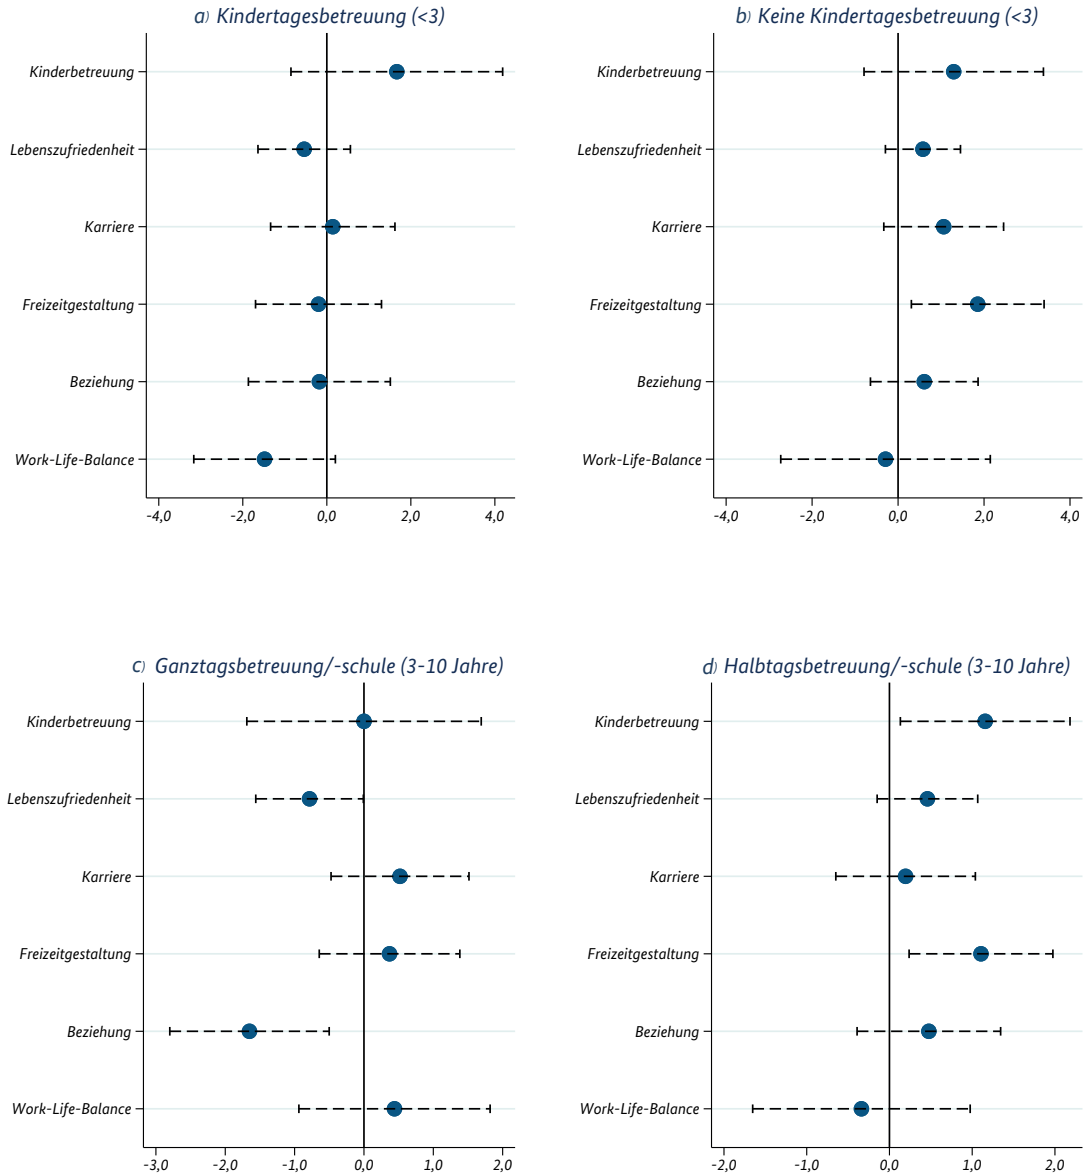 a) Kindertagesbetreuung (<3)
Kinderbetreuung
Lebenszufriedenheit
Karriere
Freizeitgestaltung
Beziehung
Work-Life-Balance
-4,0 -2,0 0,0 2,0 4,0
b) Keine Kindertagesbetreuung (<3)
Kinderbetreuung
Lebenszufriedenheit
Karriere
Freizeitgestaltung
Beziehung
Work-Life-Balance
-4,0 -2,0 0,0 2,0 4,0
c) Ganztagsbetreuung/-schule (3-10 Jahre)
Kinderbetreuung
Lebenszufriedenheit
Karriere
Freizeitgestaltung
Beziehung
Work-Life-Balance
-3,0 -2,0 -1,0 0,0 1,0 2,0
d) Halbtagsbetreuung/-schule (3-10 Jahre)
Kinderbetreuung
Lebenszufriedenheit
Karriere
Freizeitgestaltung
Beziehung
Work-Life-Balance
-2,0 -1,0 0,0 1,0 2,0